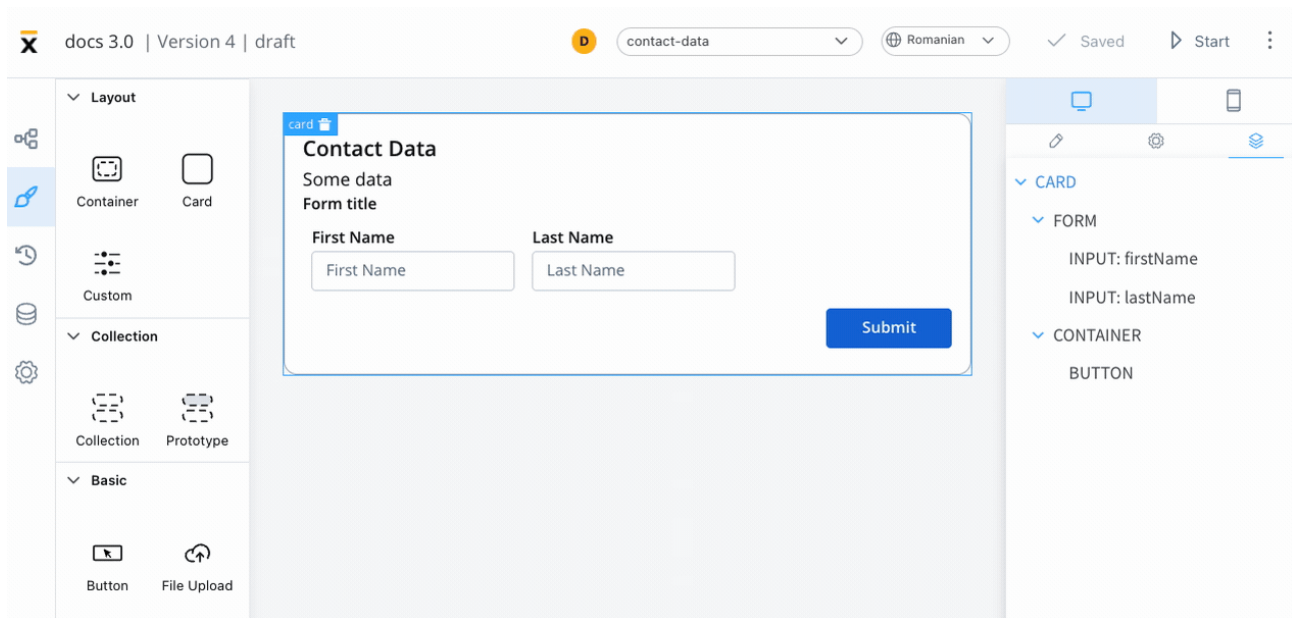 docs 3.0 | Version 4 | draft
D
contact-data
Romanian
Saved
Start
Layout
Container
Card
Custom
Collection
Collection
Prototype
Basic
Button
File Upload
card
Contact Data
Some data
Form title
First Name
Last Name
First Name
Last Name
Submit
CARD
FORM
INPUT: firstName
INPUT: lastName
CONTAINER
BUTTON